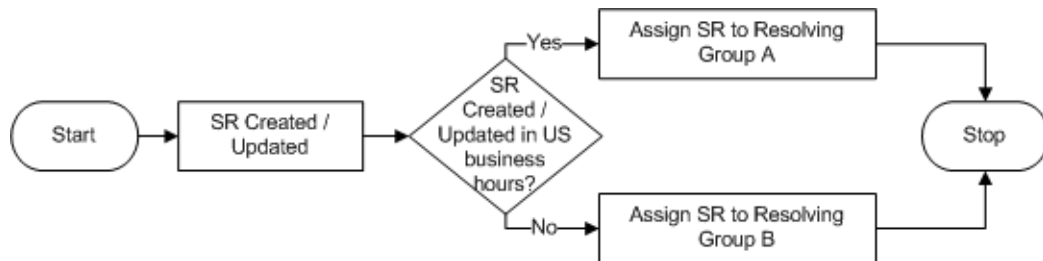 Start
SR Created /
Updated
SR
Created /
Updated in US
business
hours?
Yes
Assign SR to Resolving
Group A
No
Assign SR to Resolving
Group B
Stop